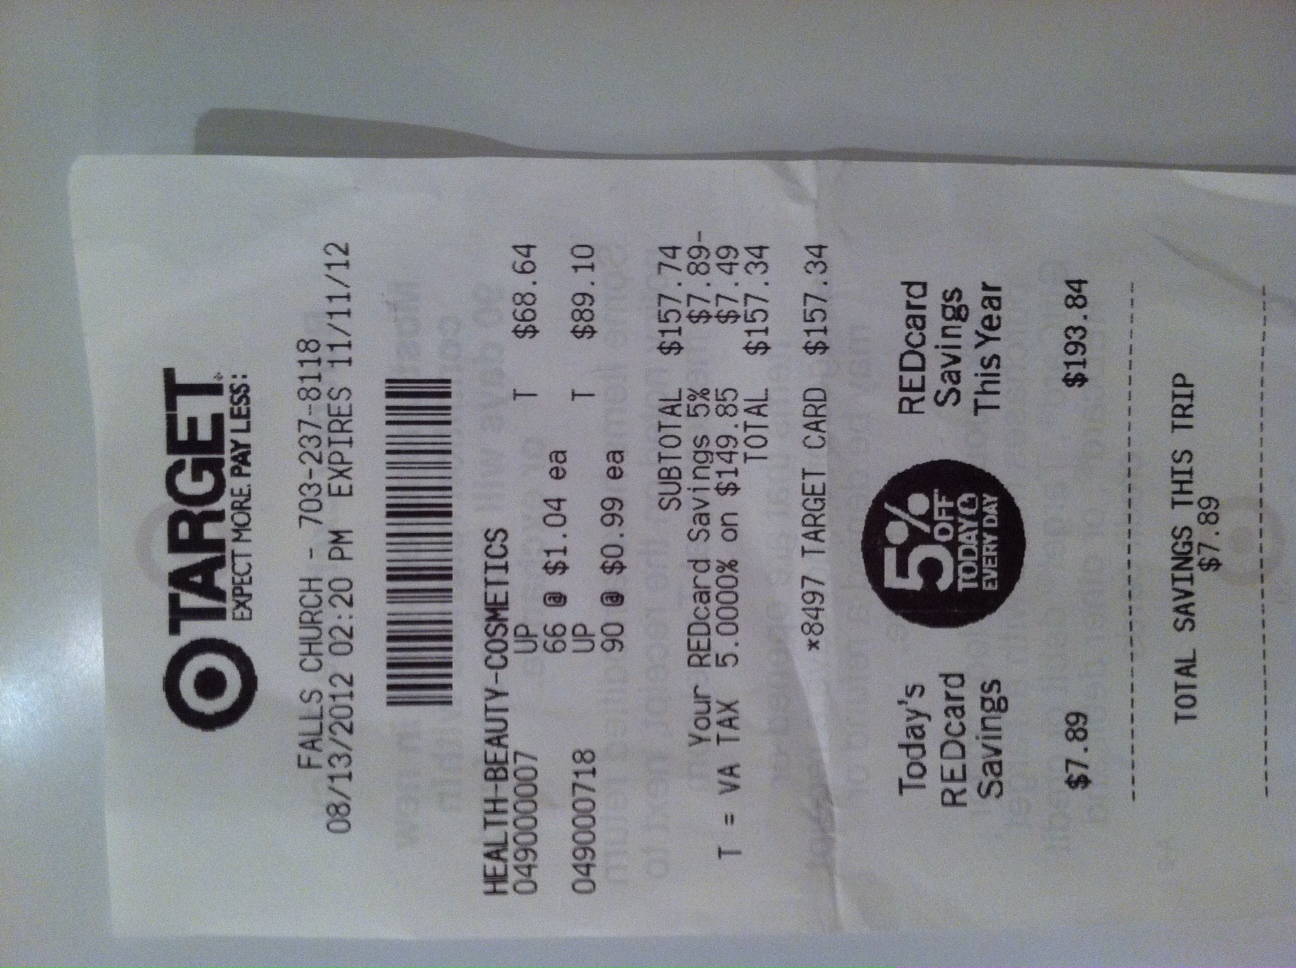 TARGET
EXPECT MORE. PAY LESS:
FALLS CHURCH - 703-237-8118
08/13/2012 02:20 PM EXPIRES 11/11/12
HEALTH-BEAUTY-COSMETICS
049000007 UP T $68.64
66 @ $1.04 ea
049000718 UP T $89.10
90 @ $0.99 ea
SUBTOTAL $157.74
Your REDcard Savings 5% $7.89-
T = VA TAX 5.0000% on $149.85 $7.49
TOTAL $157.34
*8497 TARGET CARD $157.34
Today's
REDcard
Savings
5%
OFF
TODAY &
EVERY DAY
REDcard
Savings
This Year
$7.89 $193.84
TOTAL SAVINGS THIS TRIP
$7.89